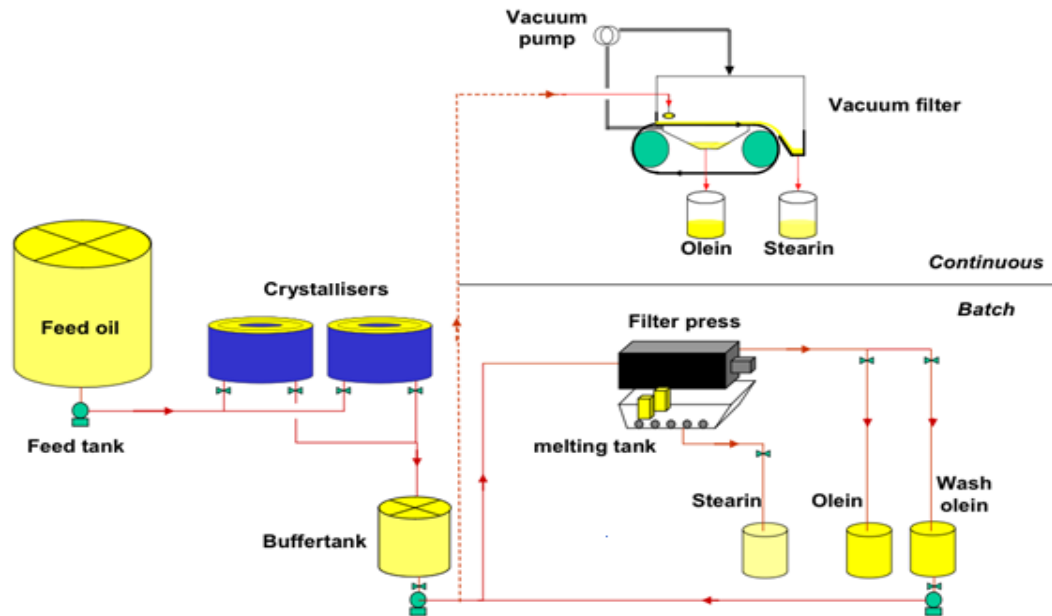 Vacuum
pump
Vacuum filter
Olein
Stearin
Continuous
Batch
Feed oil
Crystallisers
Filter press
Feed tank
melting tank
Stearin
Olein
Wash
olein
Buffertank